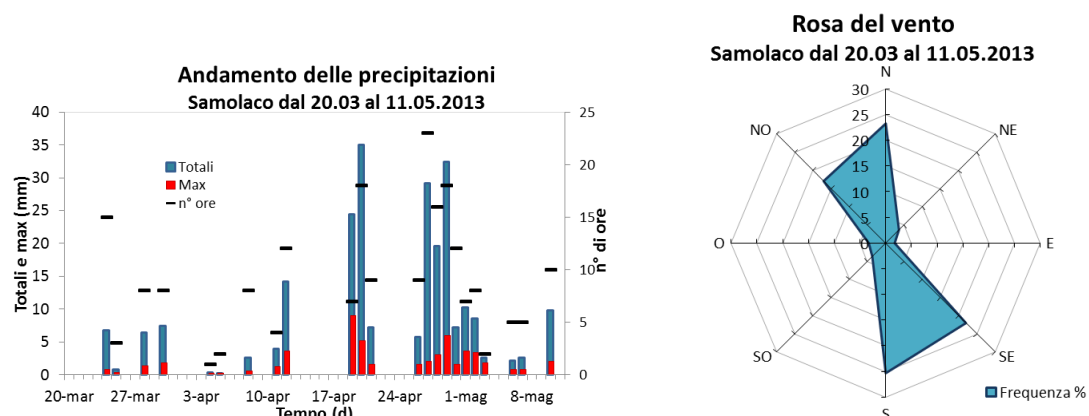 Andamento delle precipitazioni
Samolaco dal 20.03 al 11.05.2013
Totali e max (mm)
40
35
30
25
20
15
10
5
0
Totali
Max
n° ore
25
20
15
10
5
0
n° di ore
20-mar 27-mar 3-apr 10-apr 17-apr 24-apr 1-mag 8-mag
Tempo (d)
Rosa del vento
Samolaco dal 20.03 al 11.05.2013
N
NE
E
SE
S
SO
O
NO
30
25
20
15
10
5
0
Frequenza %